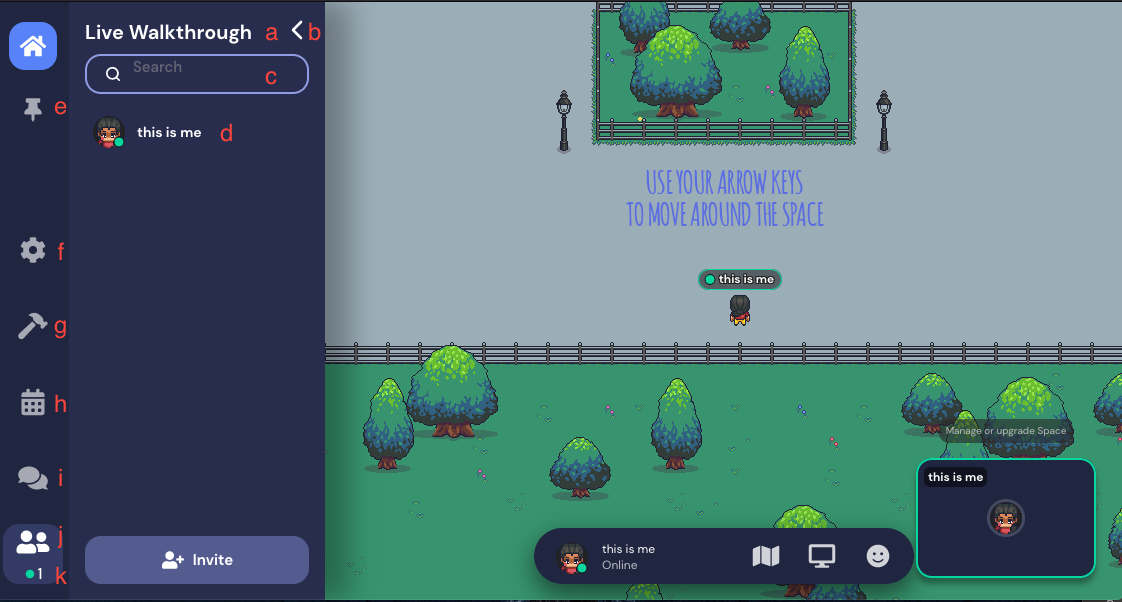 Live Walkthrough a b
Search c
e
this is me d
f
g
h
i
j
1 k
Invite
USE YOUR ARROW KEYS
TO MOVE AROUND THE SPACE
this is me
Manage or upgrade Space
this is me
this is me
Online